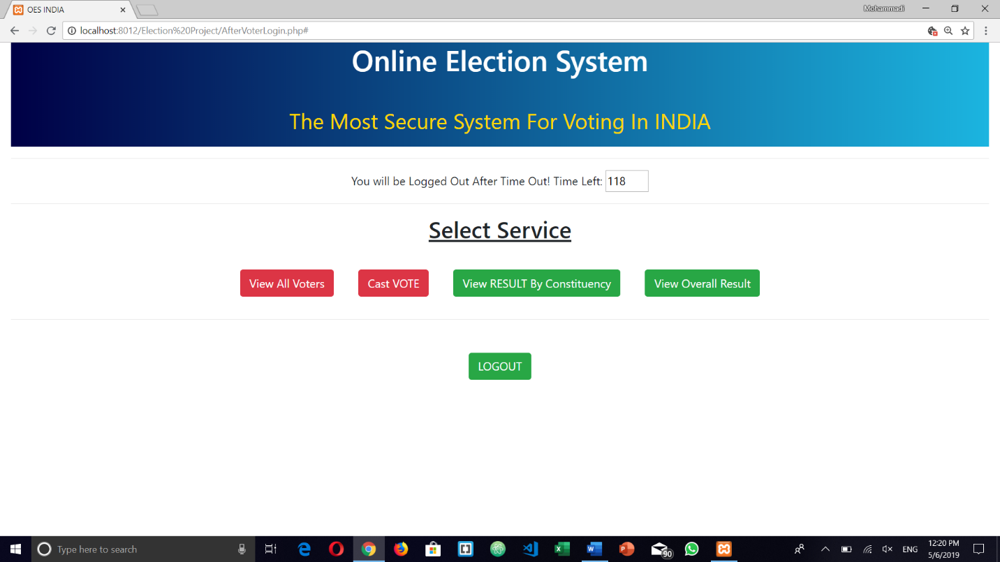 OES INDIA
Mohammadi
localhost:8012/Election%20Project/AfterVoterLogin.php#
Online Election System
The Most Secure System For Voting In INDIA
You will be Logged Out After Time Out! Time Left: 118
Select Service
View All Voters Cast VOTE View RESULT By Constituency View Overall Result
LOGOUT
Type here to search
90
ENG
12:20 PM
5/6/2019